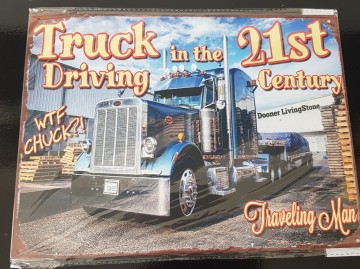 Truck in the 21st
Driving Century
WTF
CHUCK?!
Dooner LivingStone
Traveling Man